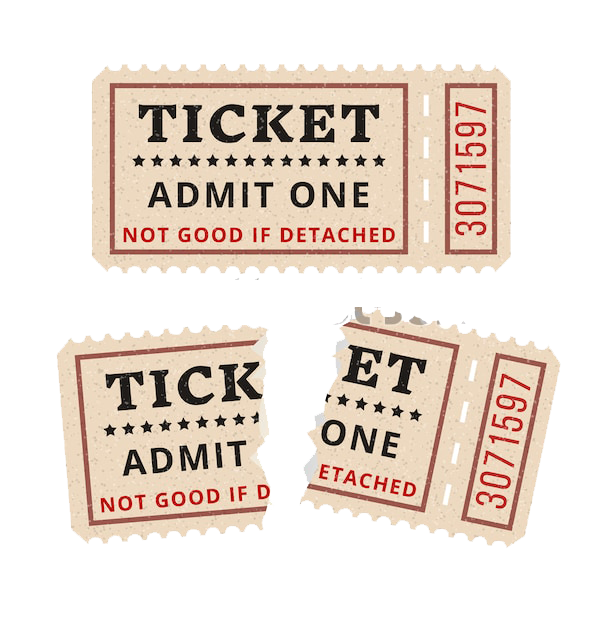 TICKET
ADMIT ONE
NOT GOOD IF DETACHED
3071597
TICK
ADMIT
NOT GOOD IF D
ET
ONE
ETACHED
3071597